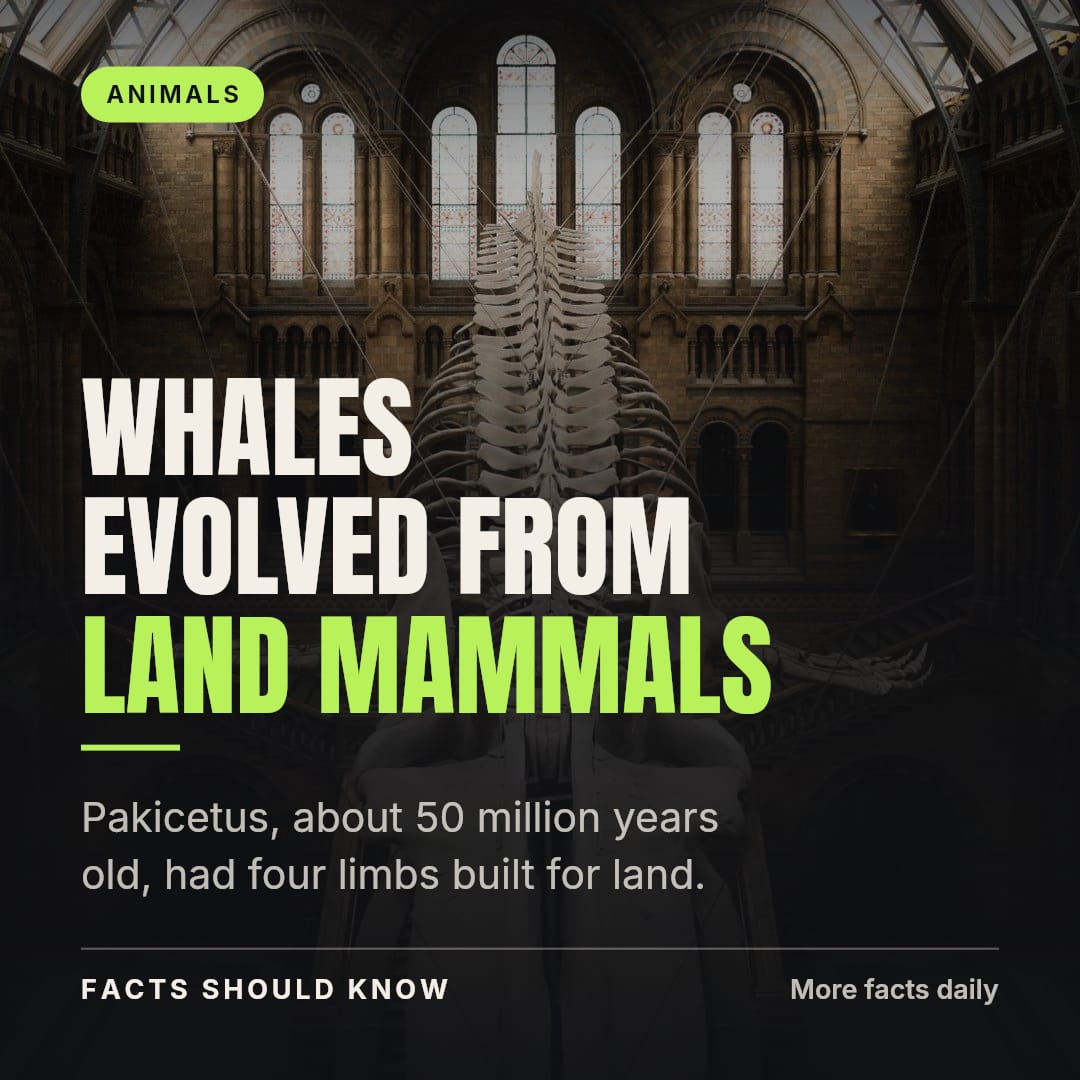 ANIMALS
WHALES
EVOLVED FROM
LAND MAMMALS
Pakicetus, about 50 million years
old, had four limbs built for land.
FACTS SHOULD KNOW
More facts daily